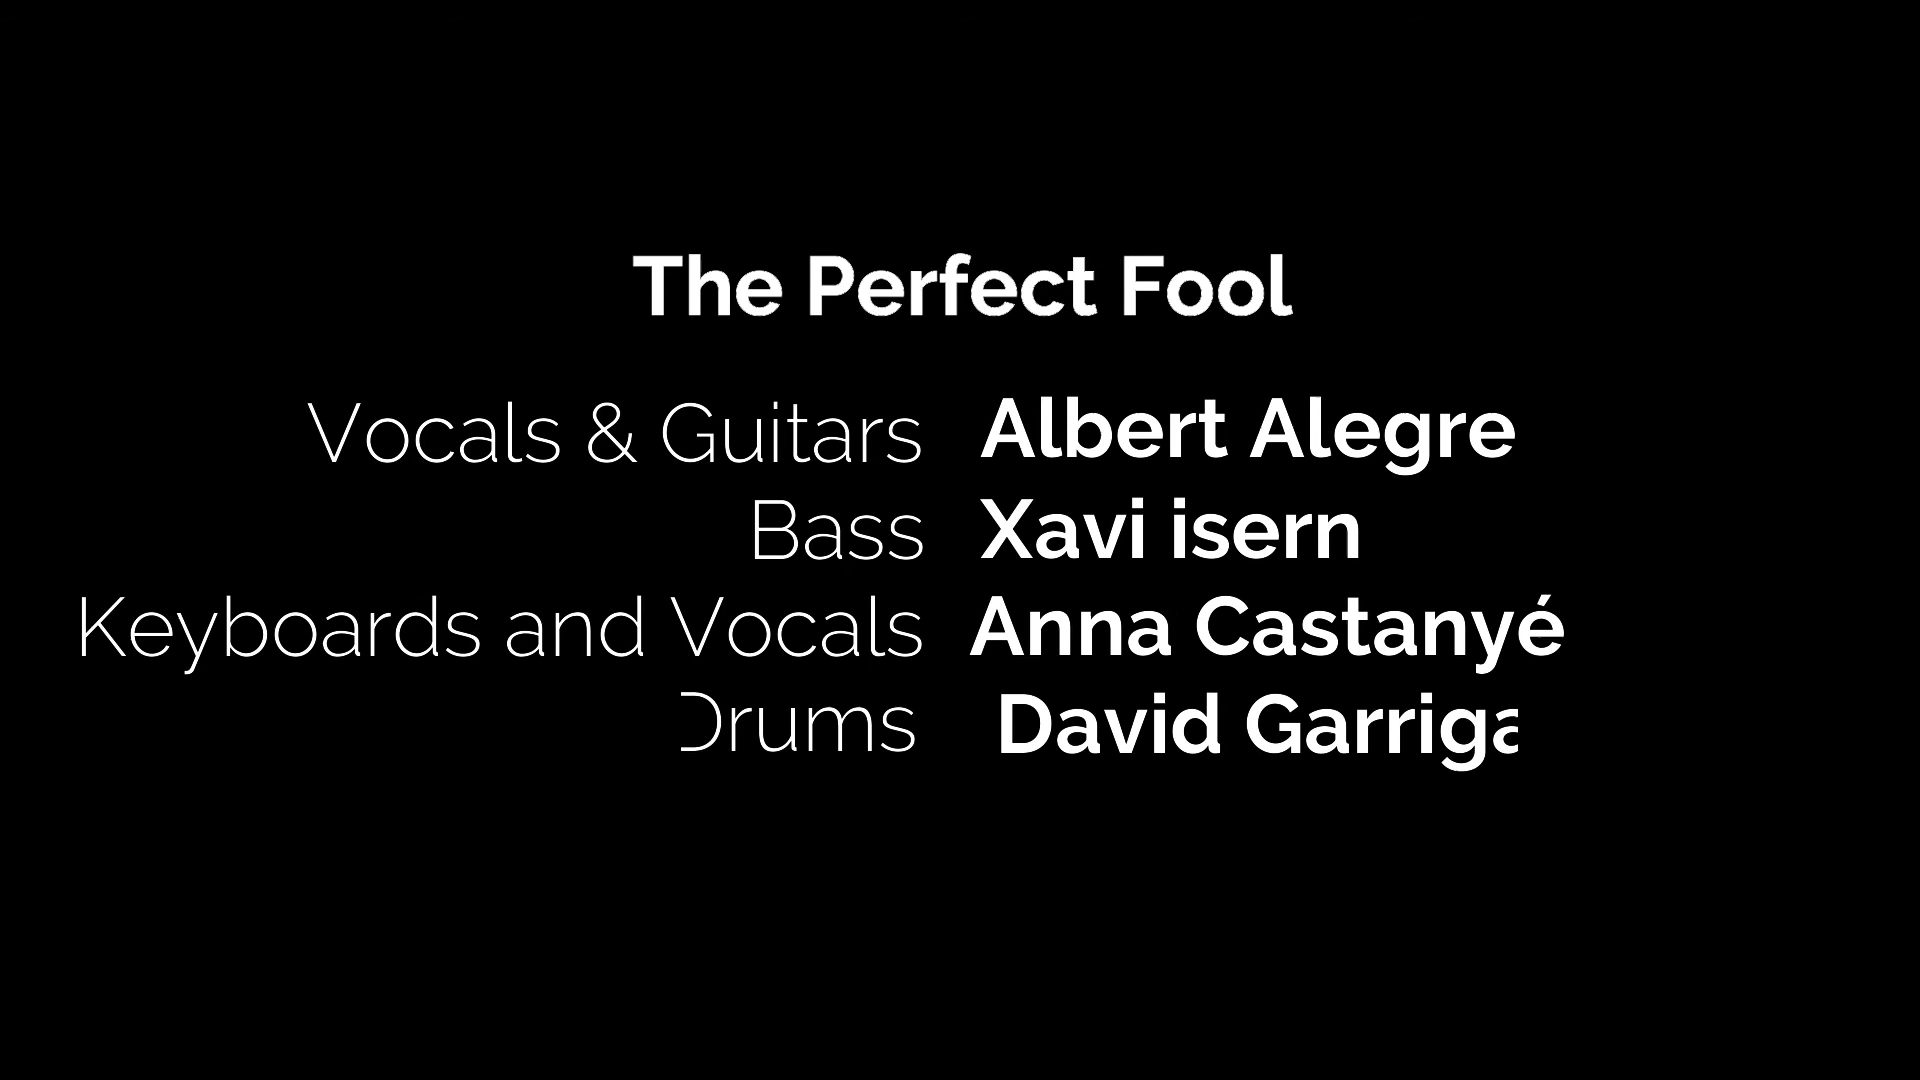 The Perfect Fool
Vocals & Guitars Albert Alegre
Bass Xavi isern
Keyboards and Vocals Anna Castanyé
Drums David Garriga